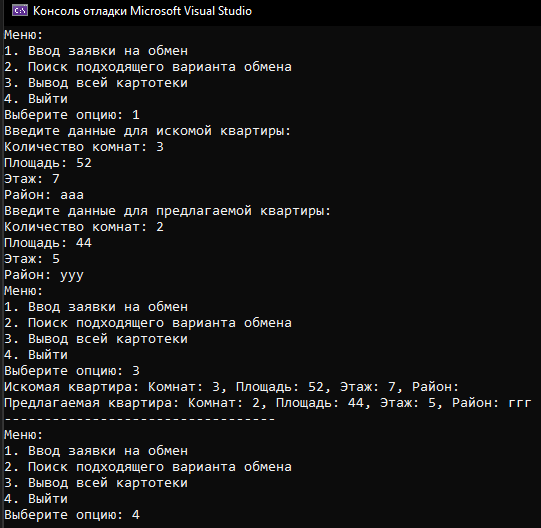 Консоль отладки Microsoft Visual Studio
Меню:
1. Ввод заявки на обмен
2. Поиск подходящего варианта обмена
3. Вывод всей картотеки
4. Выйти
Выберите опцию: 1
Введите данные для искомой квартиры:
Количество комнат: 3
Площадь: 52
Этаж: 7
Район: ааа
Введите данные для предлагаемой квартиры:
Количество комнат: 2
Площадь: 44
Этаж: 5
Район: ууу
Меню:
1. Ввод заявки на обмен
2. Поиск подходящего варианта обмена
3. Вывод всей картотеки
4. Выйти
Выберите опцию: 3
Искомая квартира: Комнат: 3, Площадь: 52, Этаж: 7, Район:
Предлагаемая квартира: Комнат: 2, Площадь: 44, Этаж: 5, Район: ггг
----------------------------------
Меню:
1. Ввод заявки на обмен
2. Поиск подходящего варианта обмена
3. Вывод всей картотеки
4. Выйти
Выберите опцию: 4